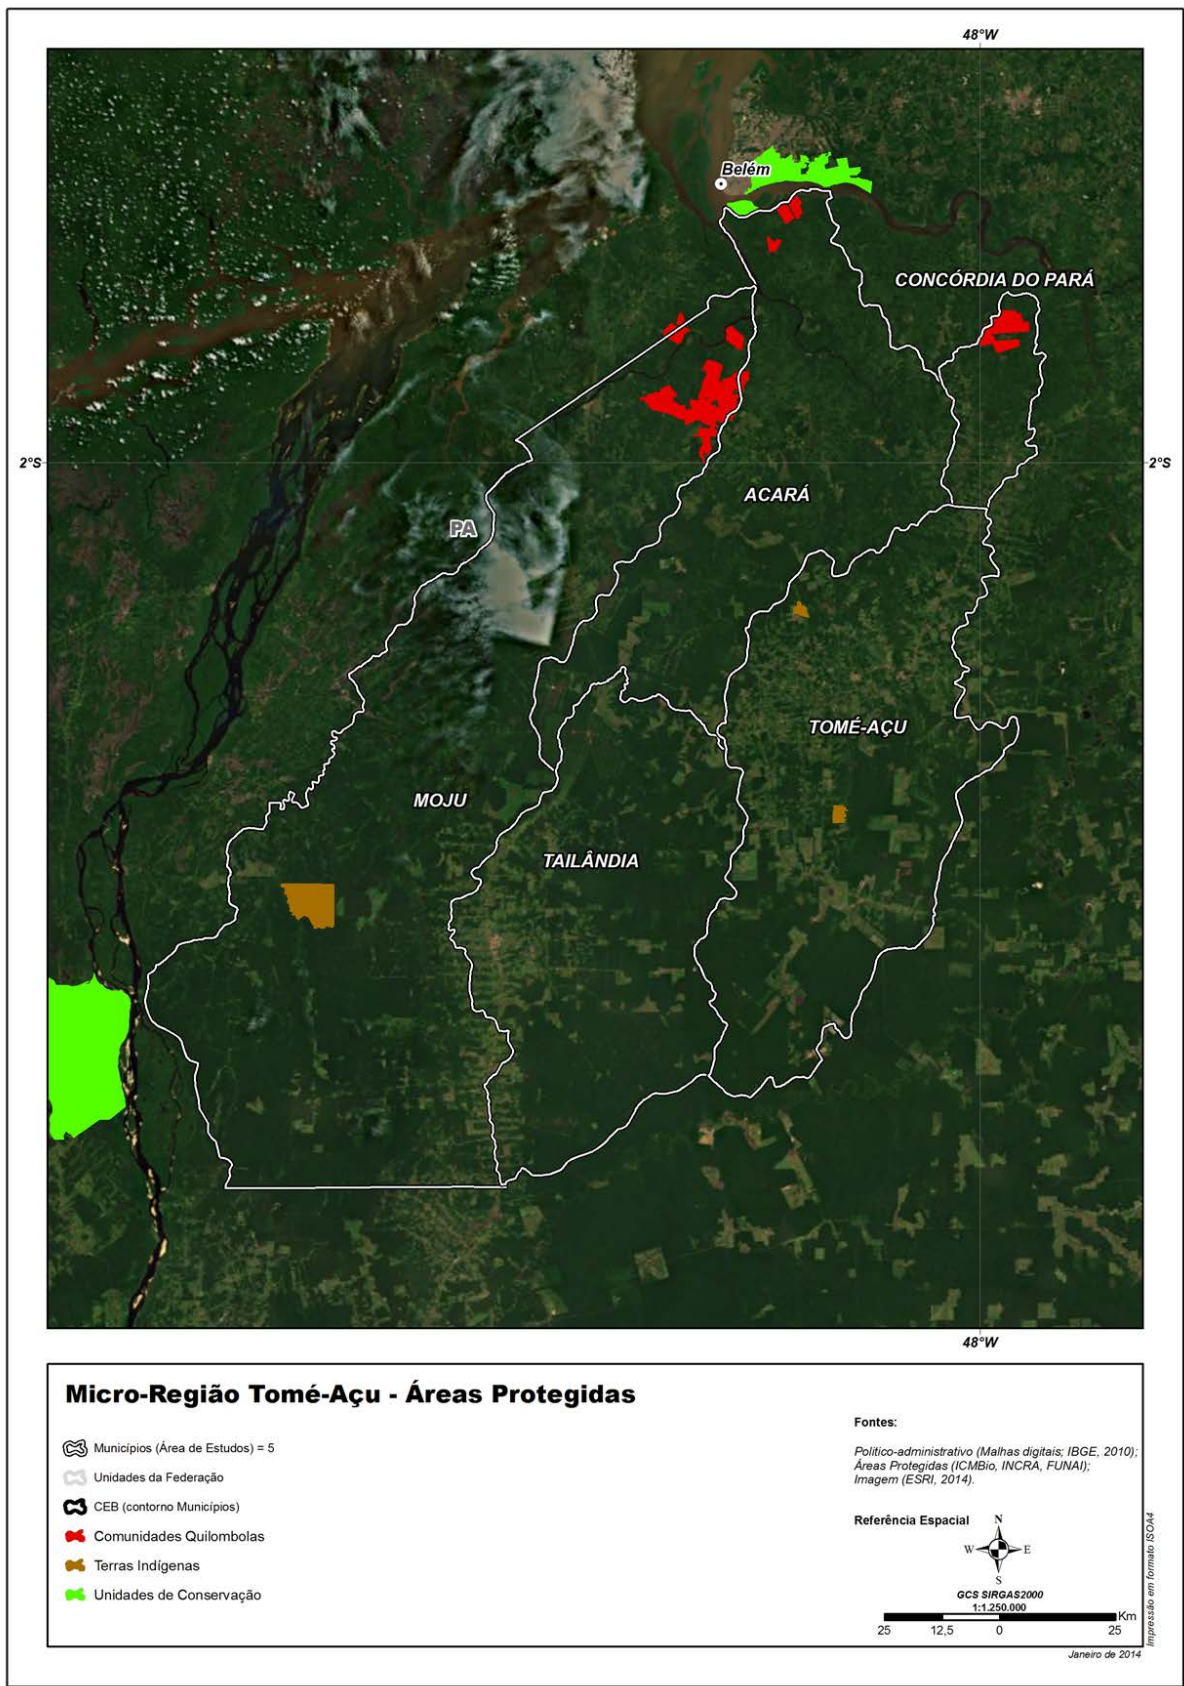 48°W
Belém
CONCÓRDIA DO PARÁ
2°S
2°S
ACARÁ
PA
TOMÉ-AÇU
MOJU
TAILÂNDIA
48°W
Micro-Região Tomé-Açu - Áreas Protegidas
Municípios (Área de Estudos) = 5
Unidades da Federação
CEB (contorno Municípios)
Comunidades Quilombolas
Terras Indígenas
Unidades de Conservação
Fontes:
Politico-administrativo (Malhas digitais; IBGE, 2010);
Áreas Protegidas (ICMBio, INCRA, FUNAI);
Imagem (ESRI, 2014).
Referência Espacial
N
W E
S
GCS SIRGAS2000
1:1.250.000
Km
25 12,5 0 25
Impressão em formato ISOA4
Janeiro de 2014